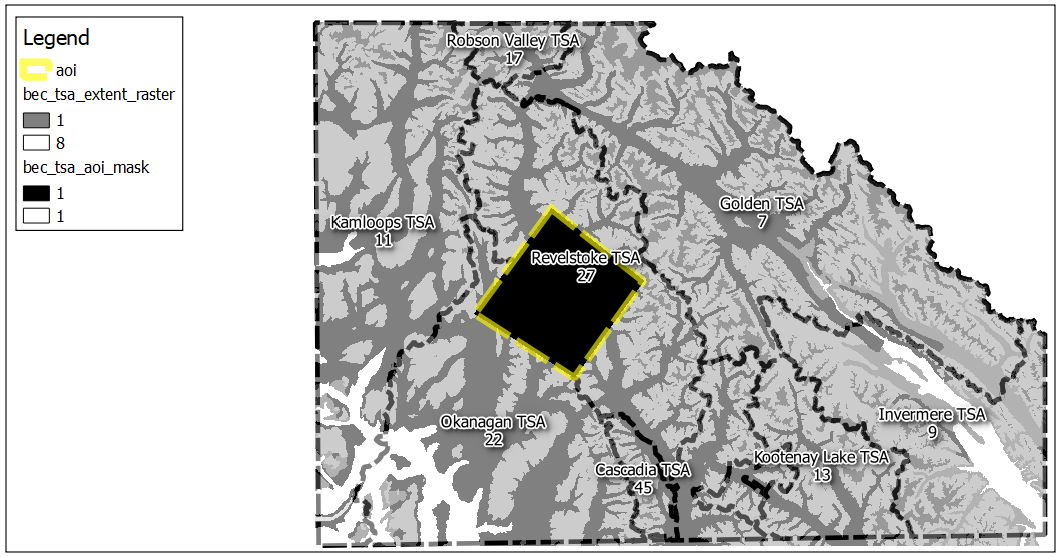 Legend
aoi
bec_tsa_extent_raster
1
8
bec_tsa_aoi_mask
1
1
Robson Valley TSA
17
Kamloops TSA
11
Golden TSA
7
Revelstoke TSA
27
Okanagan TSA
22
Invermere TSA
9
Kootenay Lake TSA
13
Cascadia TSA
45